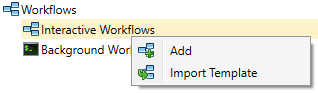 Workflows
Interactive Workflows
Background Wor
Add
Import Template